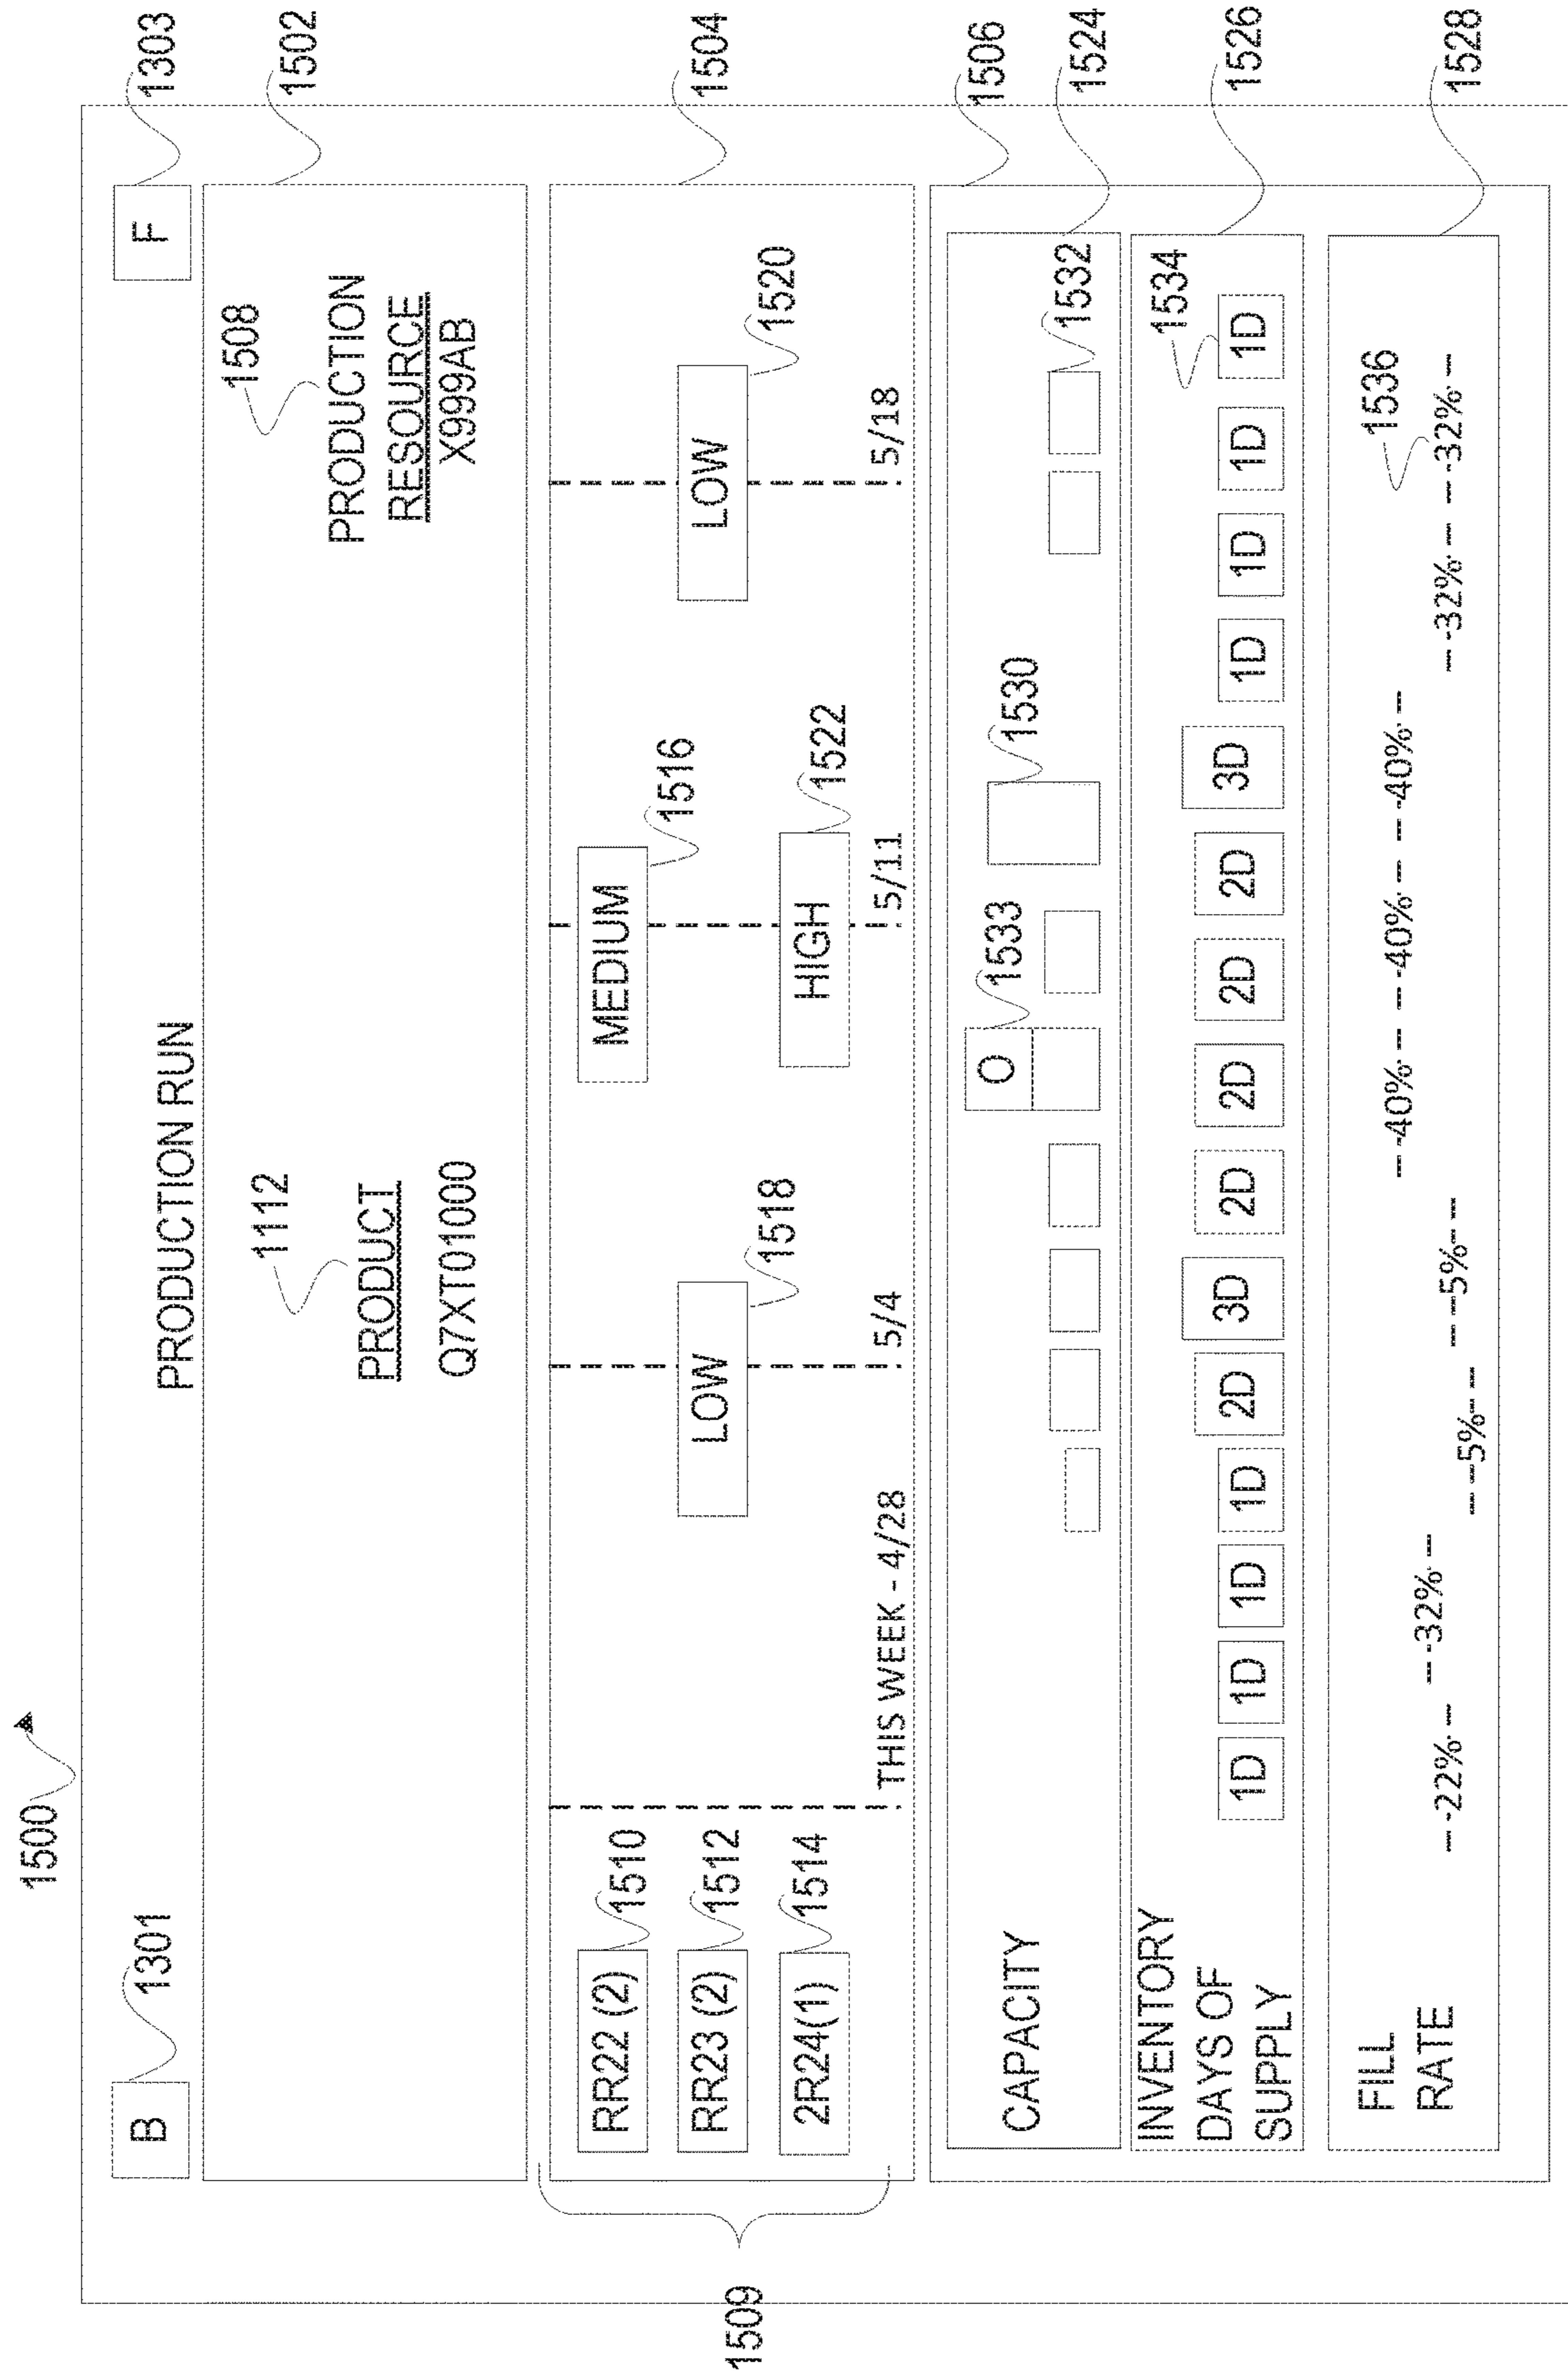 1500
B
1301
PRODUCTION RUN
F
1303
1502
1112
PRODUCT
Q7XT01000
1508
PRODUCTION
RESOURCE
X999AB
1504
1509
RR22 (2)
1510
RR23 (2)
1512
2R24(1)
1514
MEDIUM
1516
LOW
1518
LOW
1520
HIGH
1522
THIS WEEK - 4/28
5/4
5/11
5/18
1506
CAPACITY
O
1533
1530
1532
1524
INVENTORY
DAYS OF
SUPPLY
1D 1D 1D 1D 2D 3D 2D 2D 2D 2D 3D 1D 1D 1D 1D
1534
1526
FILL
RATE
22% 32% 5% 5% 40% 40% 40% 32% 32%
1536
1528